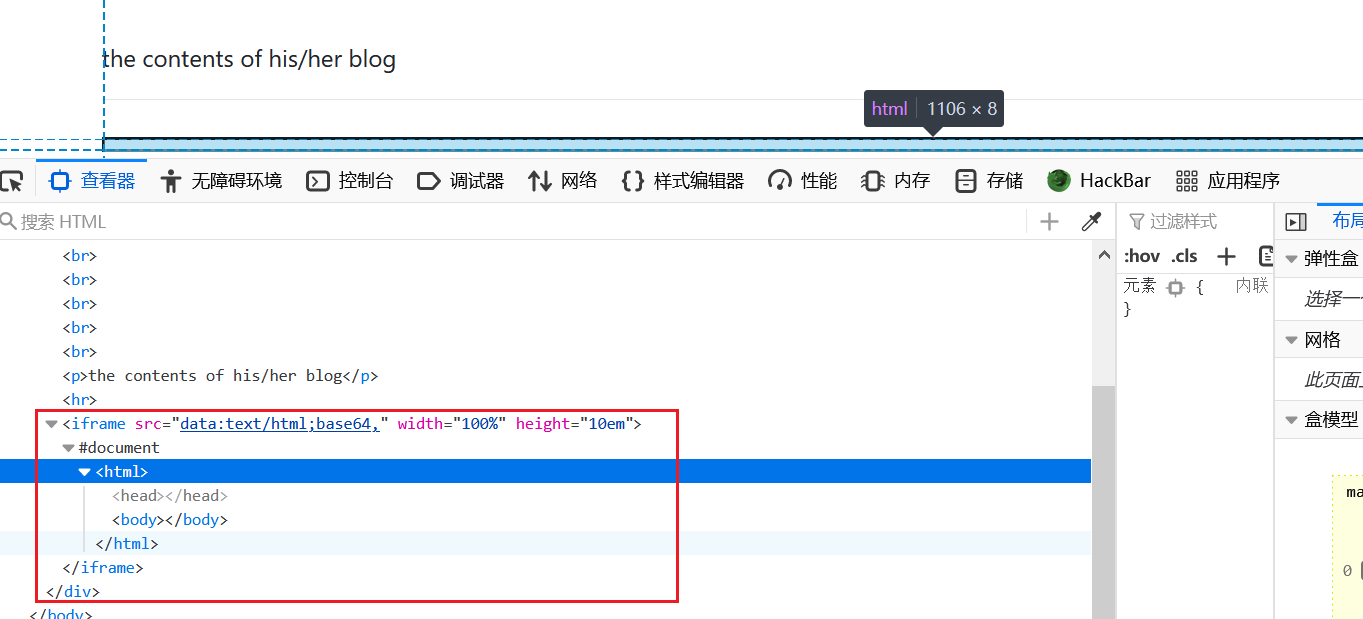 the contents of his/her blog
html 1106 × 8
查看器 无障碍环境 控制台 调试器 网络 {} 样式编辑器 性能 内存 存储 HackBar 应用程序
搜索 HTML
过滤样式
布局
:hov .cls +
弹性盒
元素 { 内联
}
选择一
网格
此页面
盒模型
ma
0
<br>
<br>
<br>
<br>
<br>
<p>the contents of his/her blog</p>
<hr>
<iframe src="data:text/html;base64," width="100%" height="10em">
#document
<html>
<head></head>
<body></body>
</html>
</iframe>
</div>
</body>